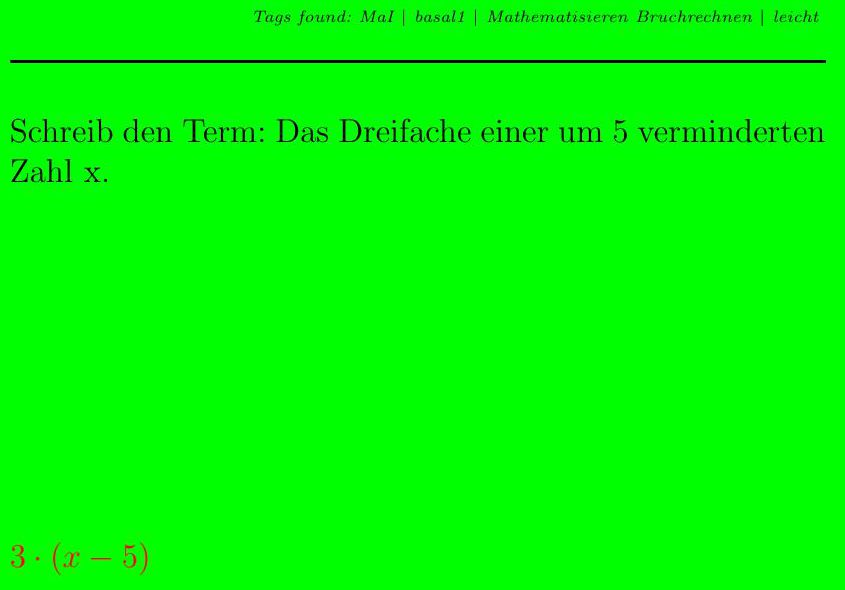 Tags found: MaI | basal1 | Mathematisieren Bruchrechnen | leicht
Schreib den Term: Das Dreifache einer um 5 verminderten
Zahl x.
3 · (x − 5)